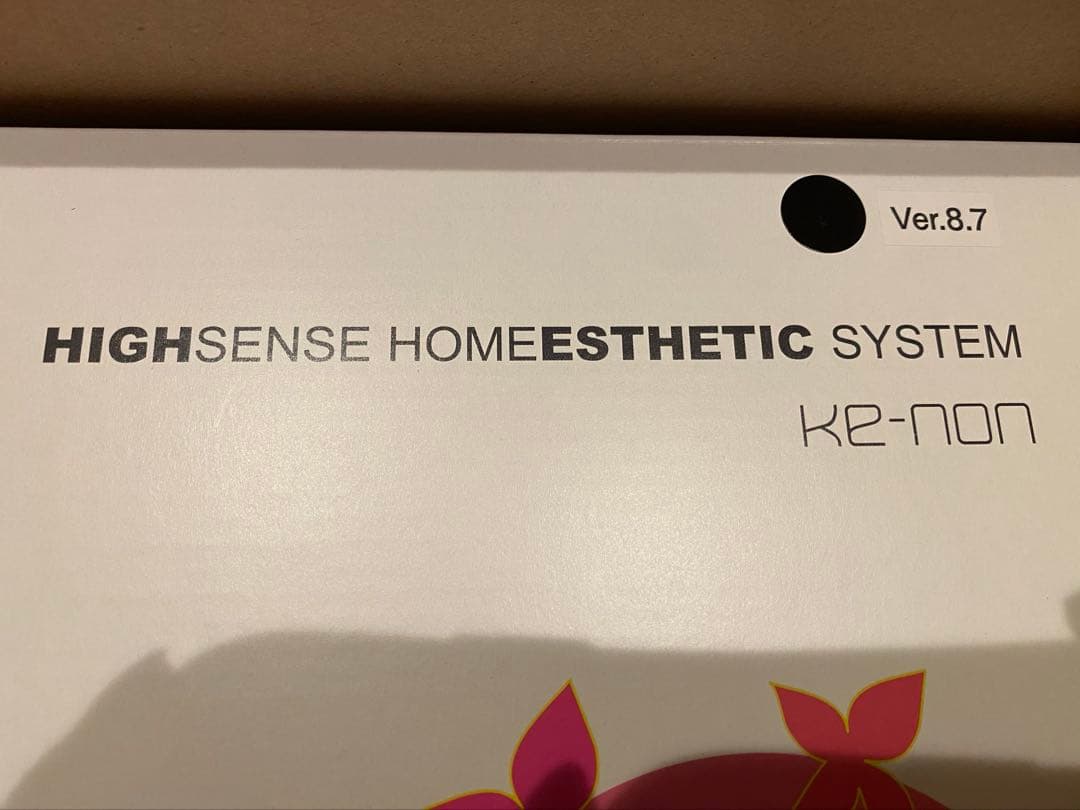 Ver.8.7
HIGHSENSE HOMEESTHETIC SYSTEM
ke-non